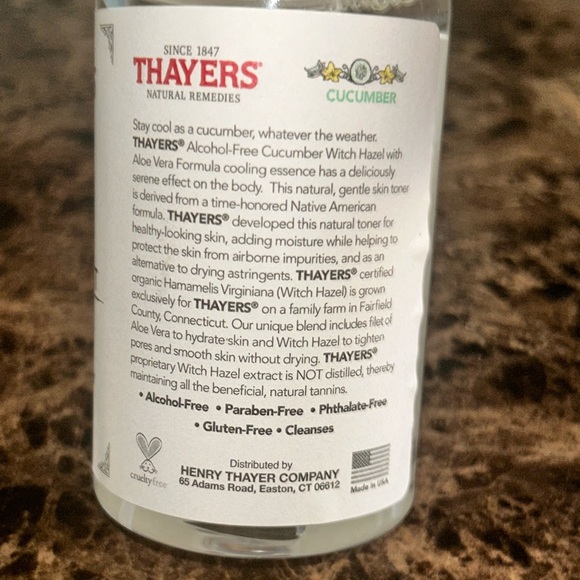 SINCE 1847
THAYERS®
NATURAL REMEDIES
CUCUMBER
Stay cool as a cucumber, whatever the weather.
THAYERS® Alcohol-Free Cucumber Witch Hazel with
Aloe Vera Formula cooling essence has a deliciously
serene effect on the body. This natural, gentle skin toner
is derived from a time-honored Native American
formula. THAYERS® developed this natural toner for
healthy-looking skin, adding moisture while helping to
protect the skin from airborne impurities, and as an
alternative to drying astringents. THAYERS® certified
organic Hamamelis Virginiana (Witch Hazel) is grown
exclusively for THAYERS® on a family farm in Fairfield
County, Connecticut. Our unique blend includes filet of
Aloe Vera to hydrate skin and Witch Hazel to tighten
pores and smooth skin without drying. THAYERS®
proprietary Witch Hazel extract is NOT distilled, thereby
maintaining all the beneficial, natural tannins.
• Alcohol-Free • Paraben-Free • Phthalate-Free
• Gluten-Free • Cleanses
crueltyfree
Distributed by
HENRY THAYER COMPANY
65 Adams Road, Easton, CT 06612
Made in USA